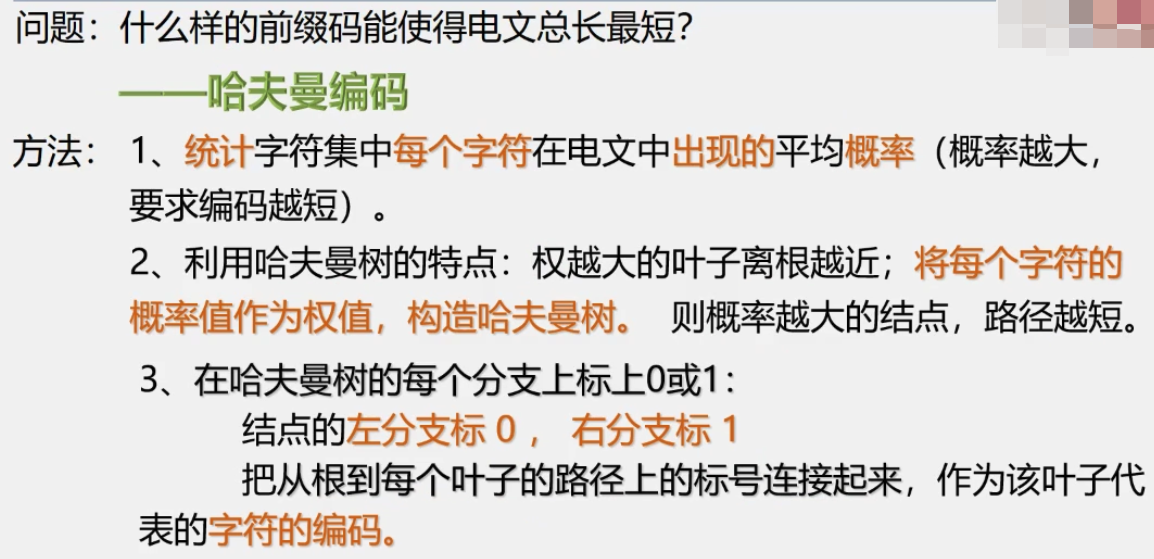 问题：什么样的前缀码能使得电文总长最短？
——哈夫曼编码
方法： 1、统计字符集中每个字符在电文中出现的平均概率（概率越大，
要求编码越短）。
2、利用哈夫曼树的特点：权越大的叶子离根越近；将每个字符的
概率值作为权值，构造哈夫曼树。 则概率越大的结点，路径越短。
3、在哈夫曼树的每个分支上标上0或1：
结点的左分支标 0 ， 右分支标 1
把从根到每个叶子的路径上的标号连接起来，作为该叶子代
表的字符的编码。